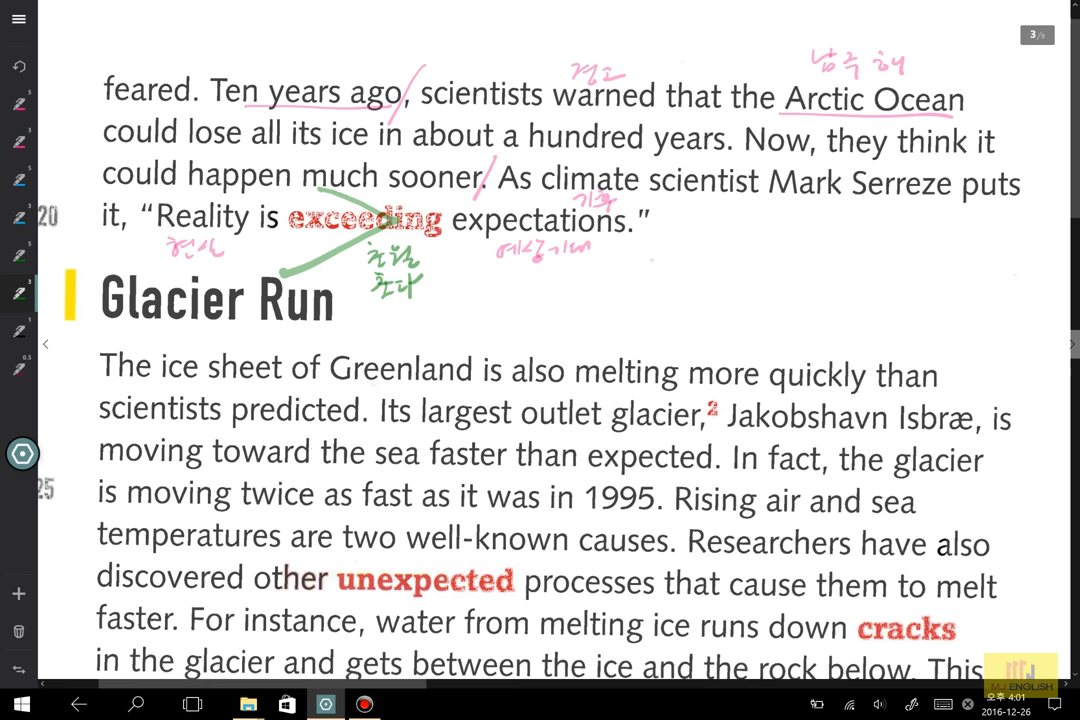 3/9
남극 해
경고
feared. Ten years ago, scientists warned that the Arctic Ocean
could lose all its ice in about a hundred years. Now, they think it
could happen much sooner. As climate scientist Mark Serreze puts
기후
20 it, “Reality is exceeding expectations.”
현실
초월
예상기대
Glacier Run
The ice sheet of Greenland is also melting more quickly than
scientists predicted. Its largest outlet glacier,2 Jakobshavn Isbræ, is
moving toward the sea faster than expected. In fact, the glacier
25 is moving twice as fast as it was in 1995. Rising air and sea
temperatures are two well-known causes. Researchers have also
discovered other unexpected processes that cause them to melt
faster. For instance, water from melting ice runs down cracks
in the glacier and gets between the ice and the rock below. This
MJ ENGLISH
오후 4:01
2016-12-26